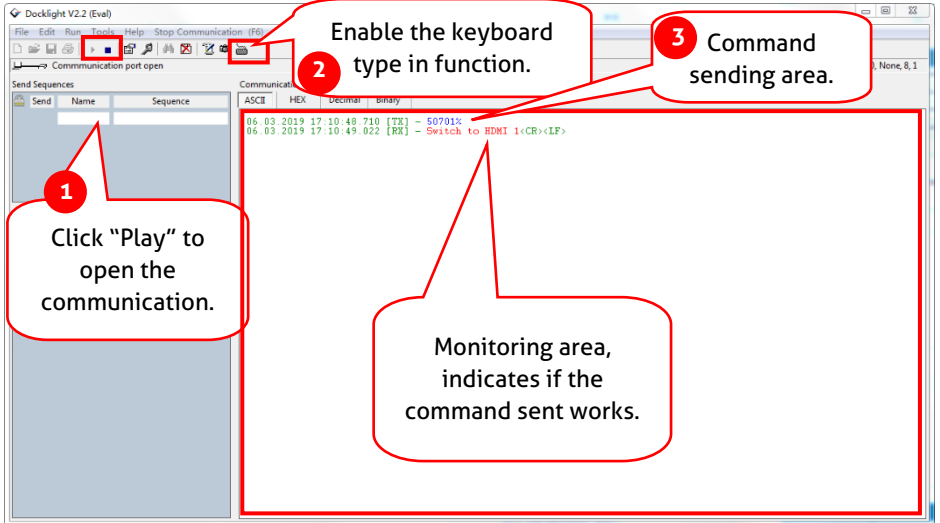 Docklight V2.2 (Eval)
File Edit Run Tools Help Stop Communication (F6)
Commmunication port open
, None, 8, 1
Send Sequences
Send Name Sequence
ASCII HEX Decimal Binary
06.03.2019 17:10:48.710 [TX] - 50701%
06.03.2019 17:10:49.022 [RX] - Switch to HDMI 1<CR><LF>
1
Click “Play” to
open the
communication.
2
Enable the keyboard
type in function.
3
Command
sending area.
Monitoring area,
indicates if the
command sent works.